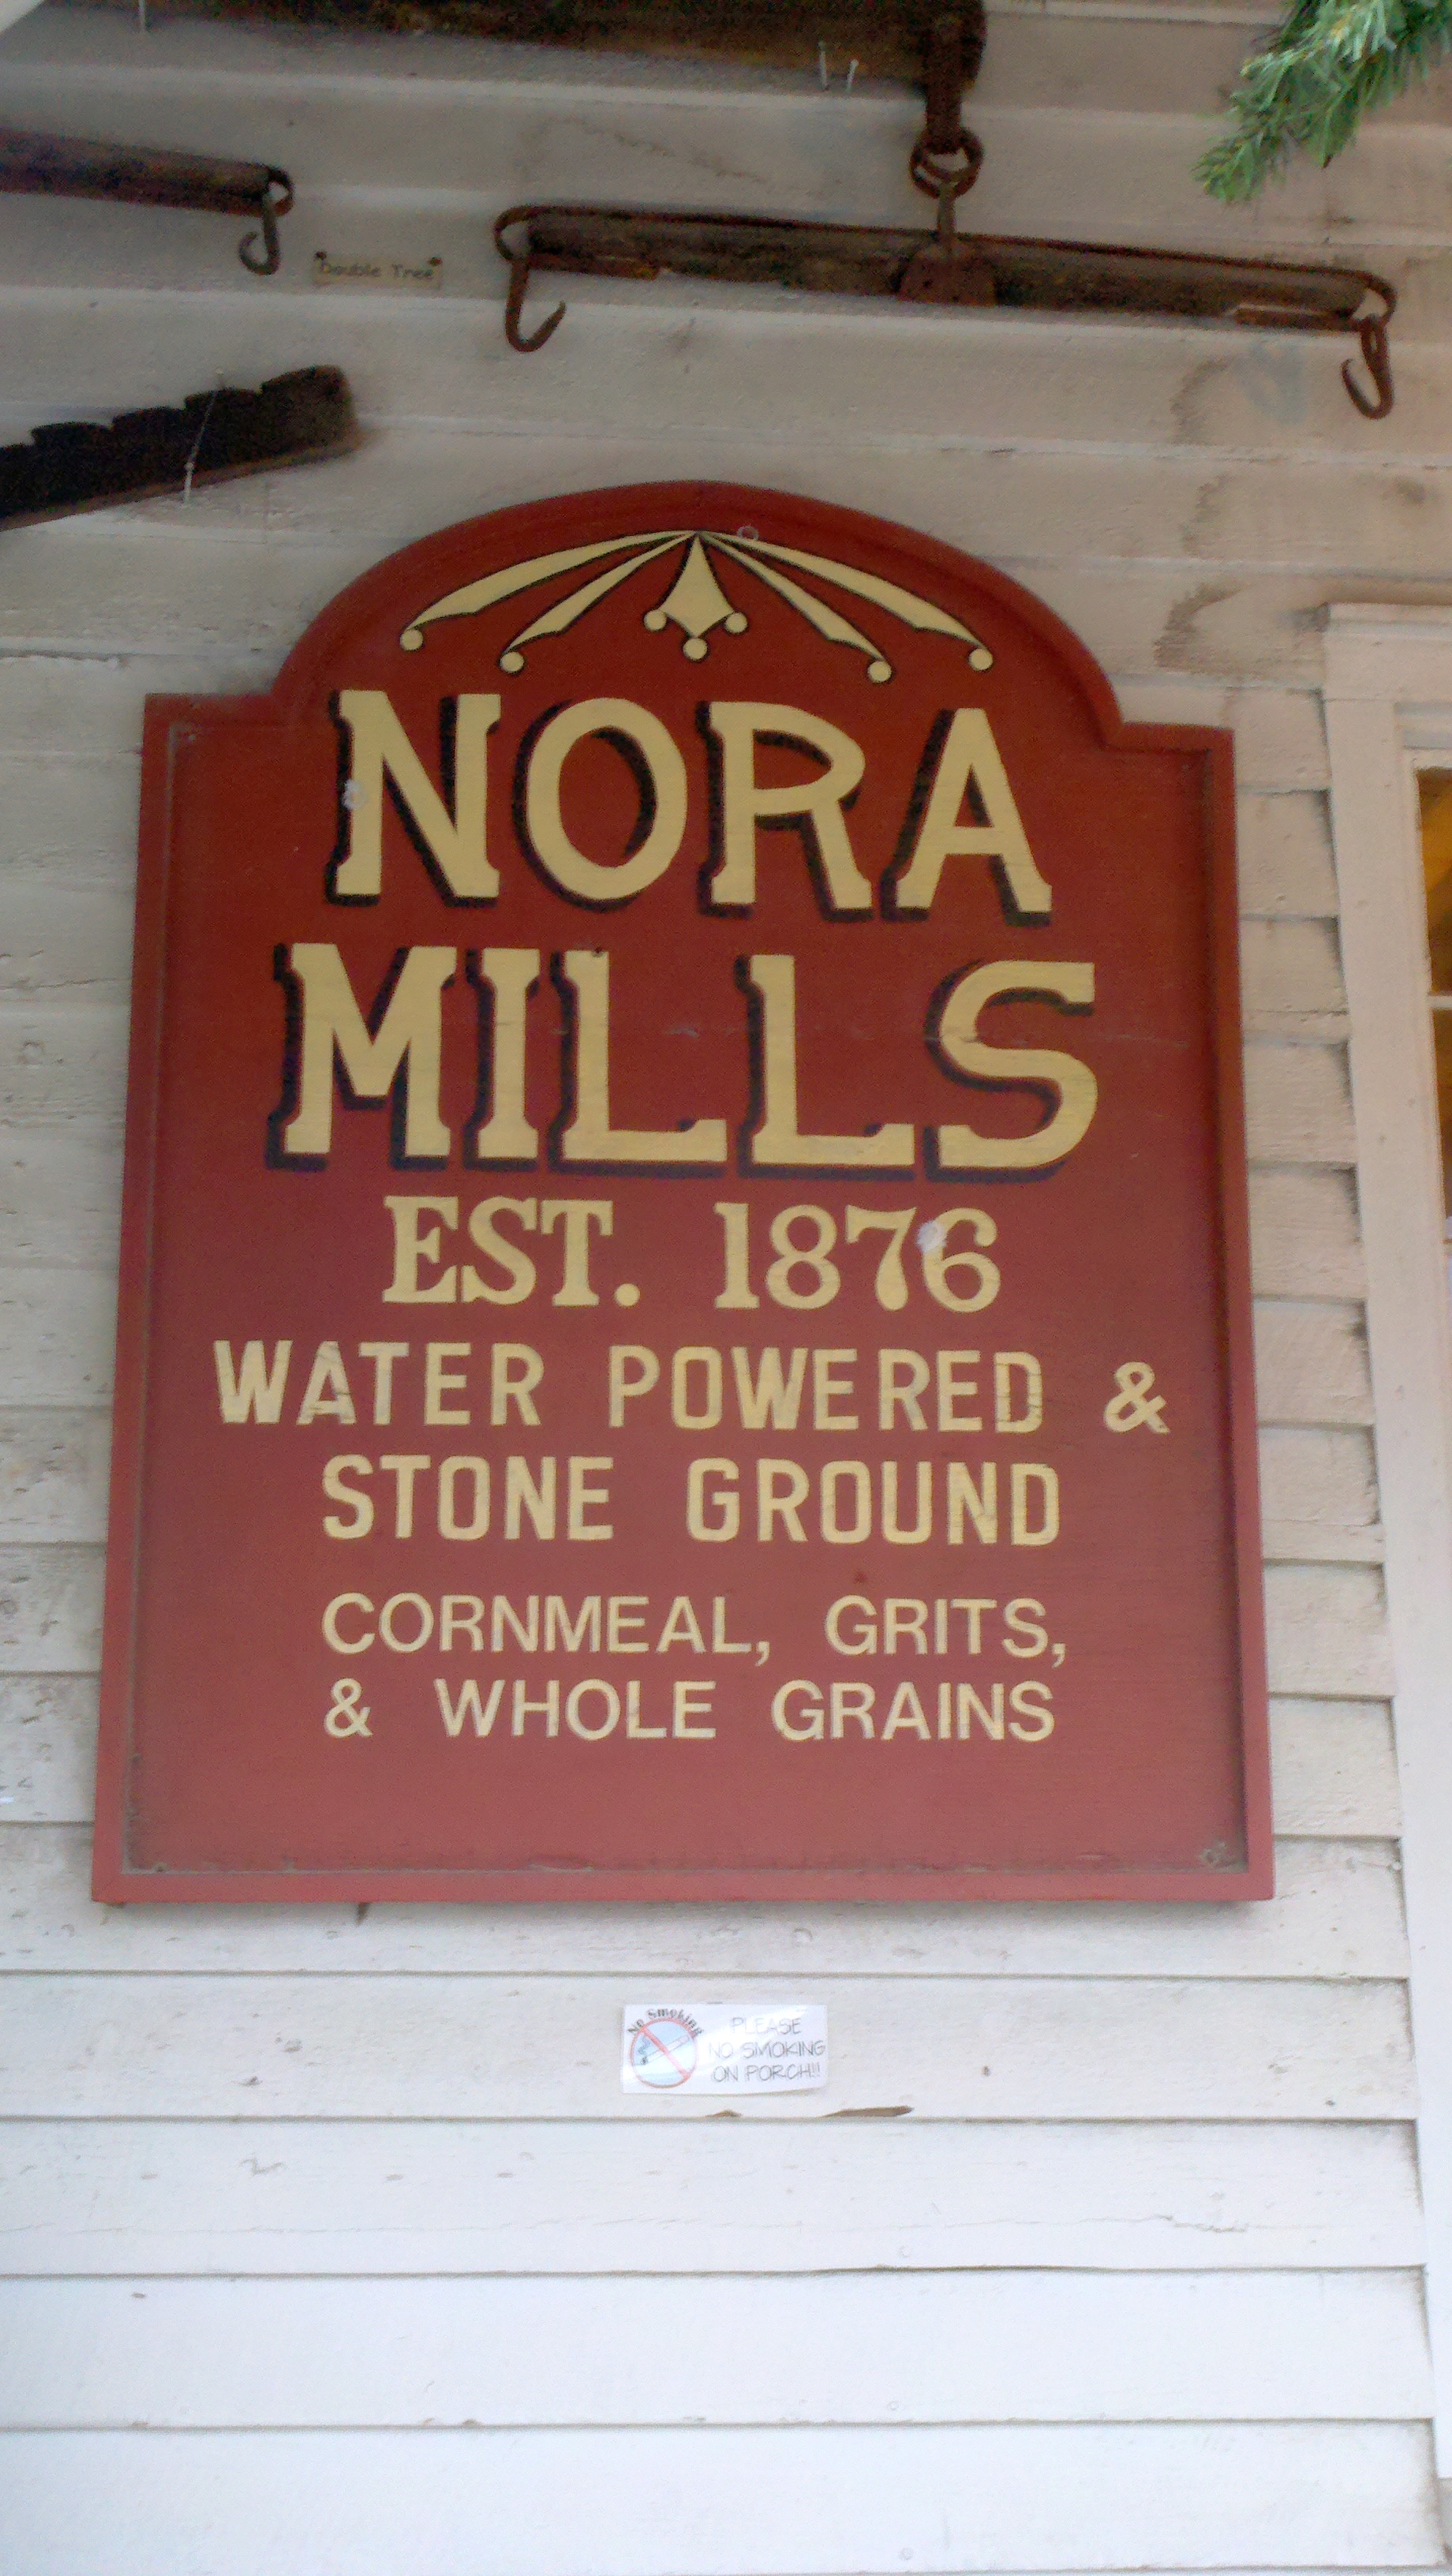 Double Tree
NORA
MILLS
EST. 1876
WATER POWERED &
STONE GROUND
CORNMEAL, GRITS,
& WHOLE GRAINS
No Smoking
PLEASE
NO SMOKING
ON PORCH!!!